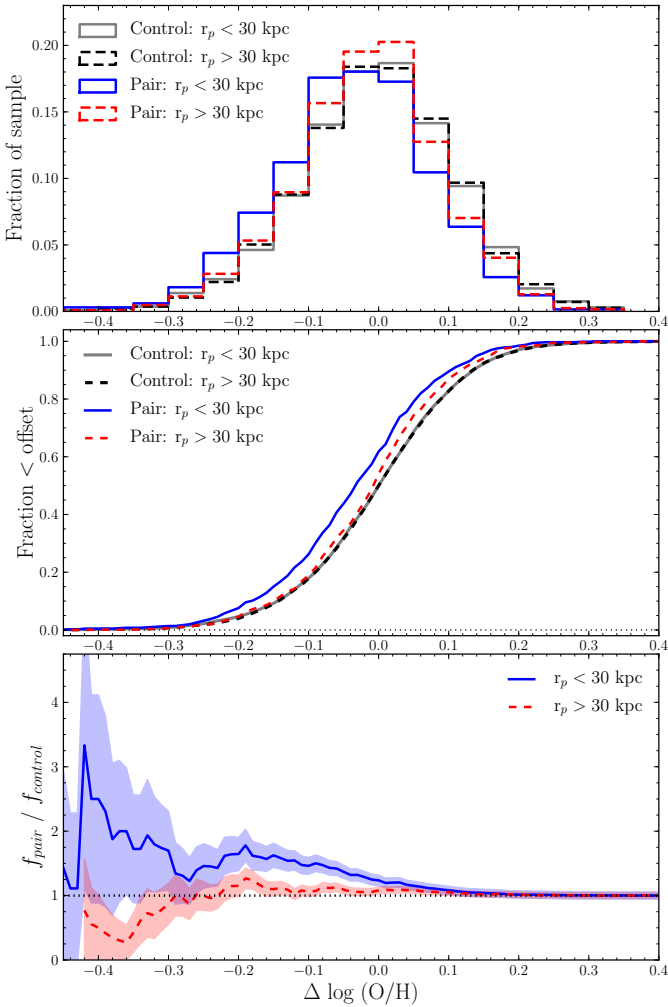 Control: r_p < 30 kpc
Control: r_p > 30 kpc
Pair: r_p < 30 kpc
Pair: r_p > 30 kpc
Fraction of sample
0.20
0.15
0.10
0.05
0.00
−0.4 −0.3 −0.2 −0.1 0.0 0.1 0.2 0.3 0.4
Control: r_p < 30 kpc
Control: r_p > 30 kpc
Pair: r_p < 30 kpc
Pair: r_p > 30 kpc
Fraction < offset
1.0
0.8
0.6
0.4
0.2
0.0
−0.4 −0.3 −0.2 −0.1 0.0 0.1 0.2 0.3 0.4
r_p < 30 kpc
r_p > 30 kpc
f_pair / f_control
4
3
2
1
0
−0.4 −0.3 −0.2 −0.1 0.0 0.1 0.2 0.3 0.4
Δ log (O/H)